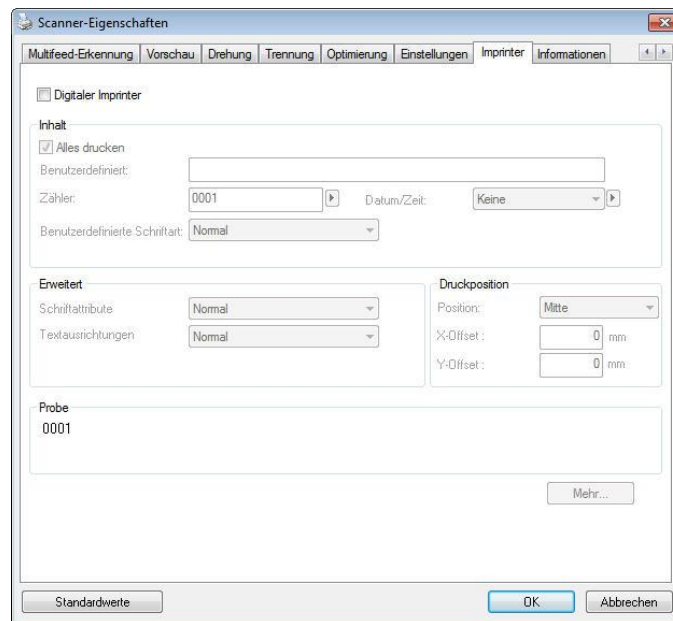 Scanner-Eigenschaften
Multifeed-Erkennung Vorschau Drehung Trennung Optimierung Einstellungen Imprinter Informationen
Digitaler Imprinter
Inhalt
Alles drucken
Benutzerdefiniert:
Zähler: 0001 Datum/Zeit: Keine
Benutzerdefinierte Schriftart: Normal
Erweitert Druckposition
Schriftattribute Normal Position: Mitte
Textausrichtungen Normal X-Offset : 0 mm
Y-Offset : 0 mm
Probe
0001
Mehr...
Standardwerte OK Abbrechen